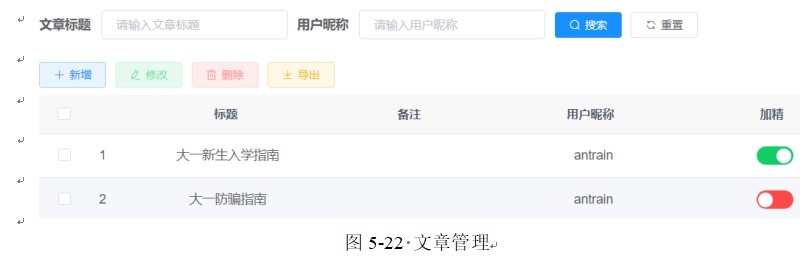 文章标题 请输入文章标题 用户昵称 请输入用户昵称 搜索 重置
新增 修改 删除 导出
标题 备注 用户昵称 加精
1 大一新生入学指南 antrain
2 大一防骗指南 antrain
图 5-22 文章管理